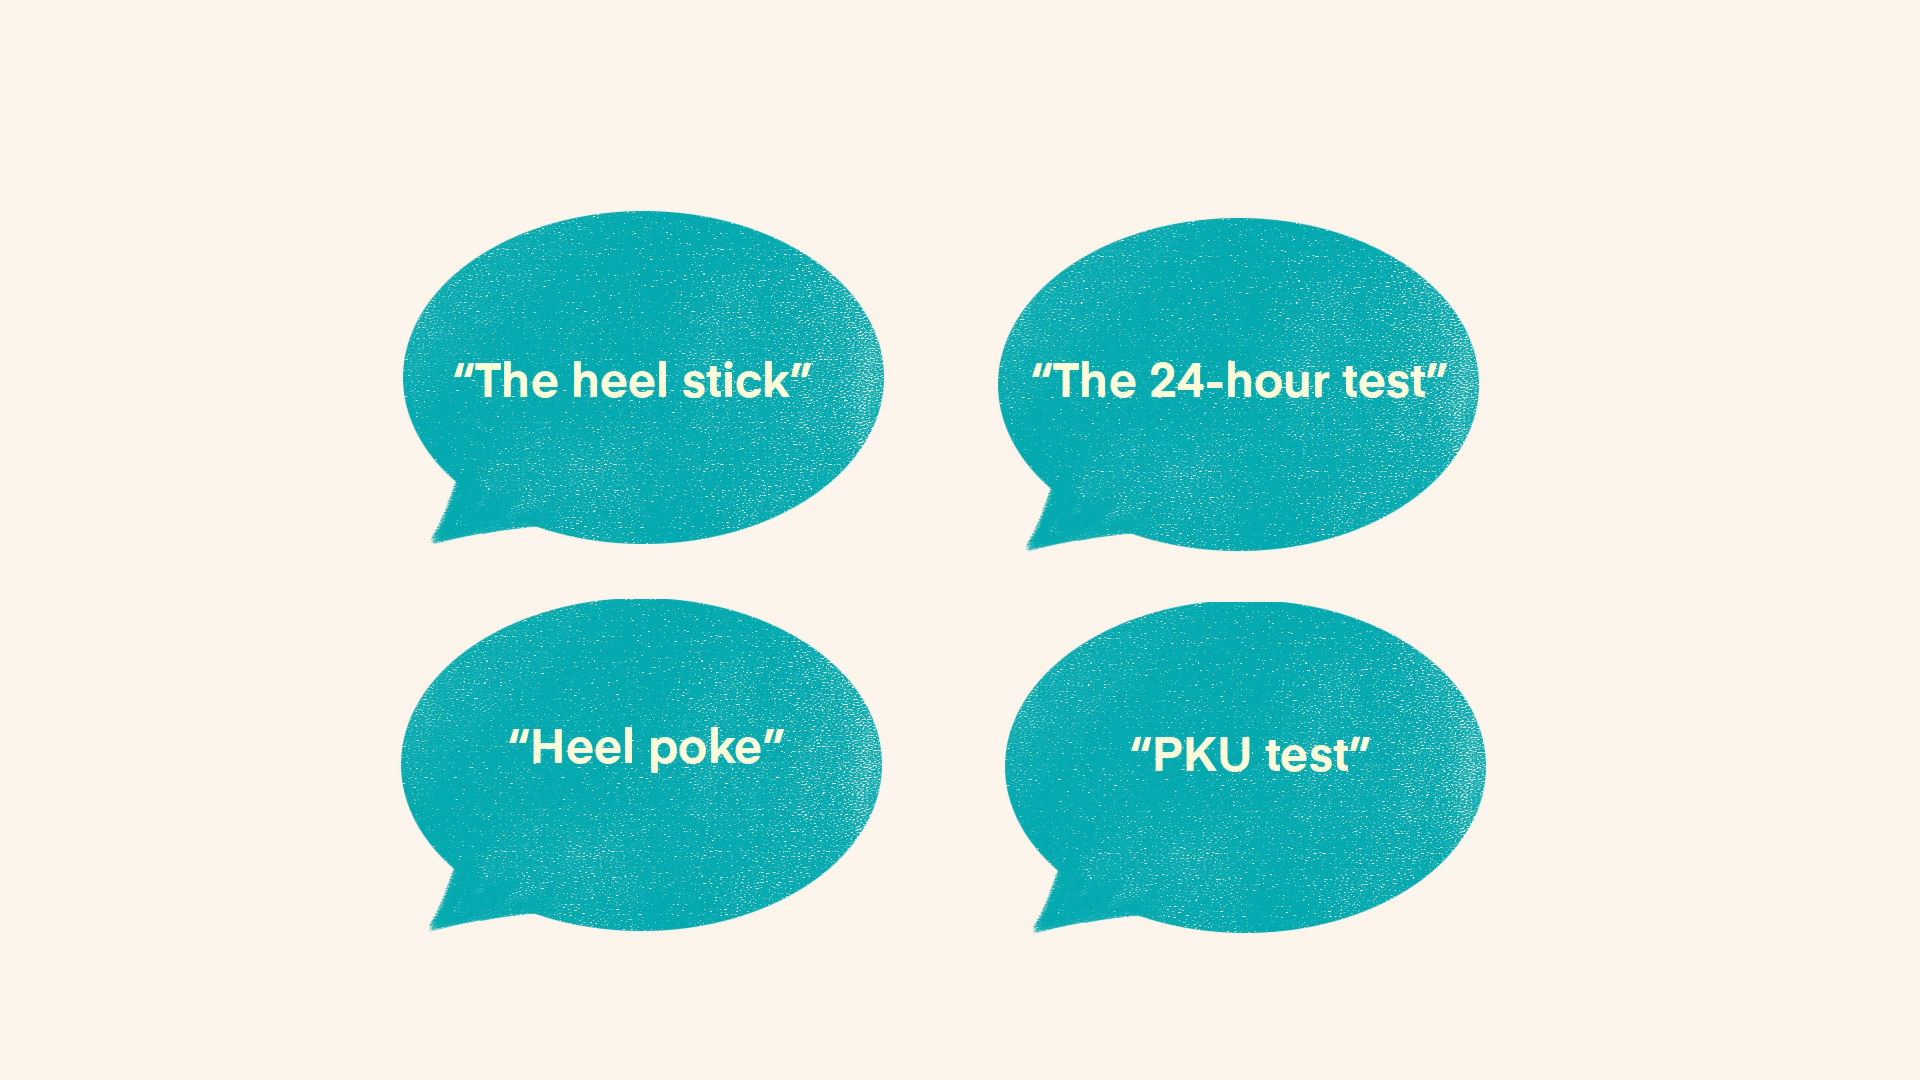 “The heel stick”
“The 24-hour test”
“Heel poke”
“PKU test”